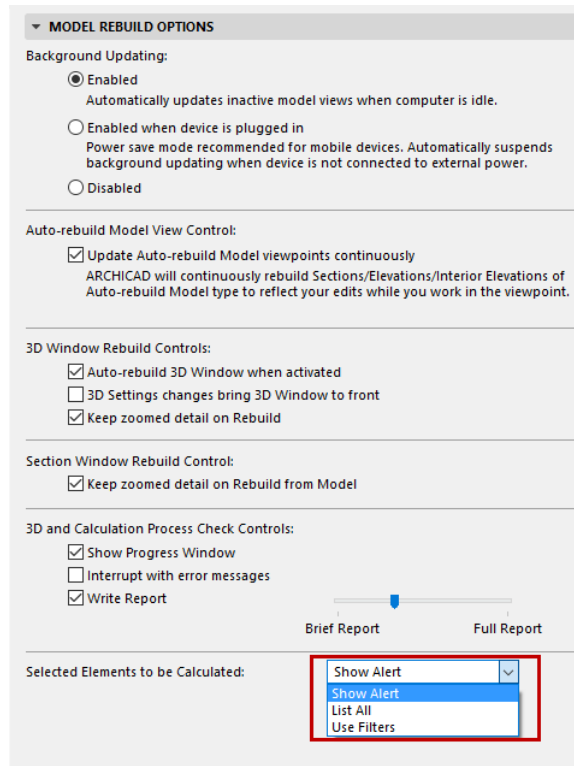 MODEL REBUILD OPTIONS
Background Updating:
Enabled
Automatically updates inactive model views when computer is idle.
Enabled when device is plugged in
Power save mode recommended for mobile devices. Automatically suspends
background updating when device is not connected to external power.
Disabled
Auto-rebuild Model View Control:
Update Auto-rebuild Model viewpoints continuously
ARCHICAD will continuously rebuild Sections/Elevations/Interior Elevations of
Auto-rebuild Model type to reflect your edits while you work in the viewpoint.
3D Window Rebuild Controls:
Auto-rebuild 3D Window when activated
3D Settings changes bring 3D Window to front
Keep zoomed detail on Rebuild
Section Window Rebuild Control:
Keep zoomed detail on Rebuild from Model
3D and Calculation Process Check Controls:
Show Progress Window
Interrupt with error messages
Write Report
Brief Report Full Report
Selected Elements to be Calculated: Show Alert
Show Alert
List All
Use Filters